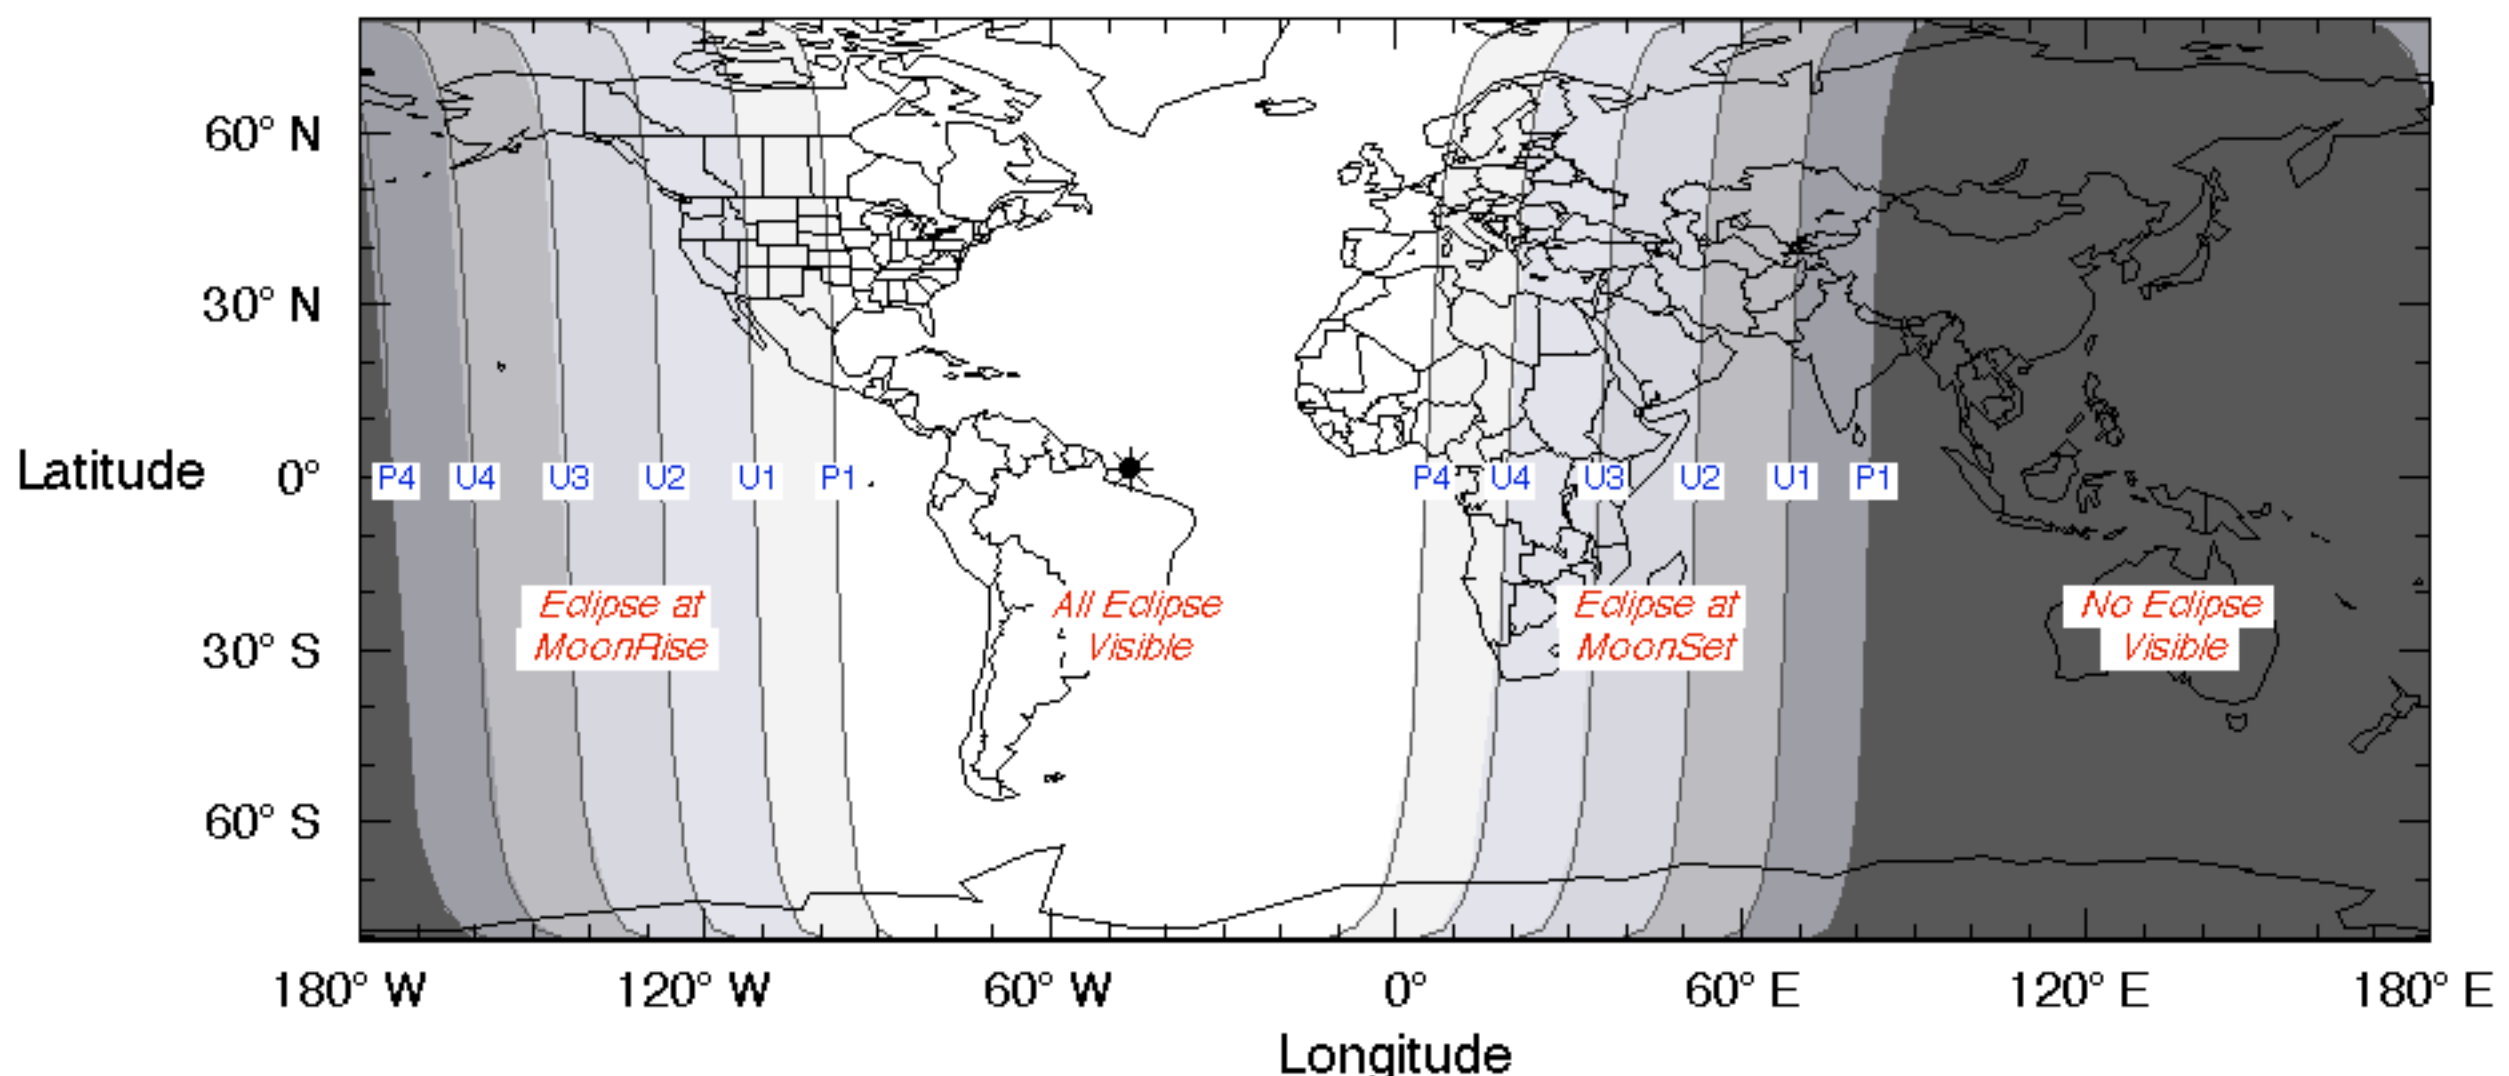 60° N
30° N
Latitude 0°
P4 U4 U3 U2 U1 P1 P4 U4 U3 U2 U1 P1
Eclipse at
MoonRise
All Eclipse
Visible
Eclipse at
MoonSet
No Eclipse
Visible
30° S
60° S
180° W 120° W 60° W 0° 60° E 120° E 180° E
Longitude